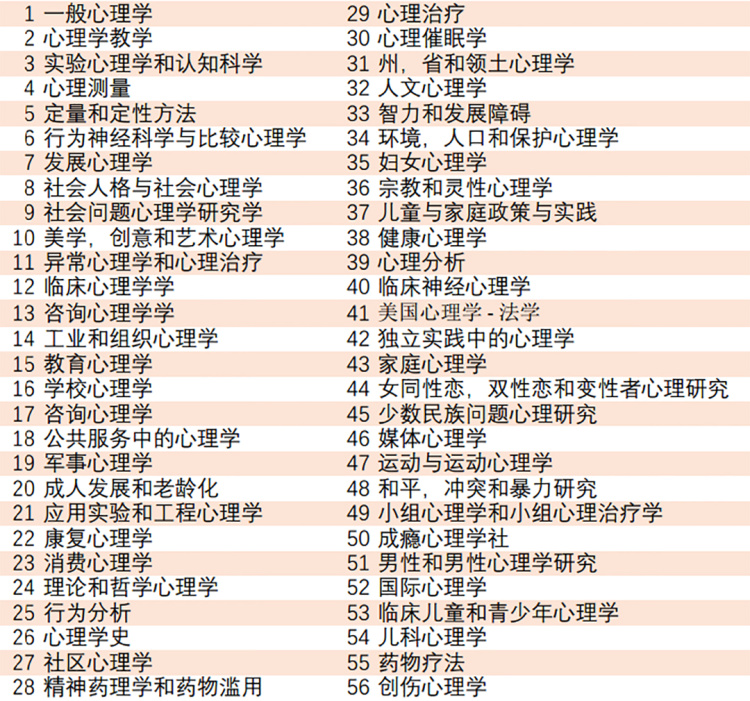 1 一般心理学
2 心理学教学
3 实验心理学和认知科学
4 心理测量
5 定量和定性方法
6 行为神经科学与比较心理学
7 发展心理学
8 社会人格与社会心理学
9 社会问题心理学研究学
10 美学，创意和艺术心理学
11 异常心理学和心理治疗
12 临床心理学学
13 咨询心理学学
14 工业和组织心理学
15 教育心理学
16 学校心理学
17 咨询心理学
18 公共服务中的心理学
19 军事心理学
20 成人发展和老龄化
21 应用实验和工程心理学
22 康复心理学
23 消费心理学
24 理论和哲学心理学
25 行为分析
26 心理学史
27 社区心理学
28 精神药理学和药物滥用
29 心理治疗
30 心理催眠学
31 州，省和领土心理学
32 人文心理学
33 智力和发展障碍
34 环境，人口和保护心理学
35 妇女心理学
36 宗教和灵性心理学
37 儿童与家庭政策与实践
38 健康心理学
39 心理分析
40 临床神经心理学
41 美国心理学-法学
42 独立实践中的心理学
43 家庭心理学
44 女同性恋，双性恋和变性者心理研究
45 少数民族问题心理研究
46 媒体心理学
47 运动与运动心理学
48 和平，冲突和暴力研究
49 小组心理学和小组心理治疗学
50 成瘾心理学社
51 男性和男性心理学研究
52 国际心理学
53 临床儿童和青少年心理学
54 儿科心理学
55 药物疗法
56 创伤心理学